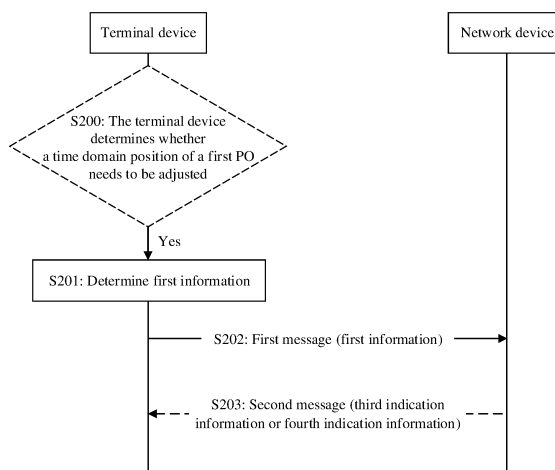 Terminal device
Network device
S200: The terminal device
determines whether
a time domain position of a first PO
needs to be adjusted
Yes
S201: Determine first information
S202: First message (first information)
S203: Second message (third indication
information or fourth indication information)